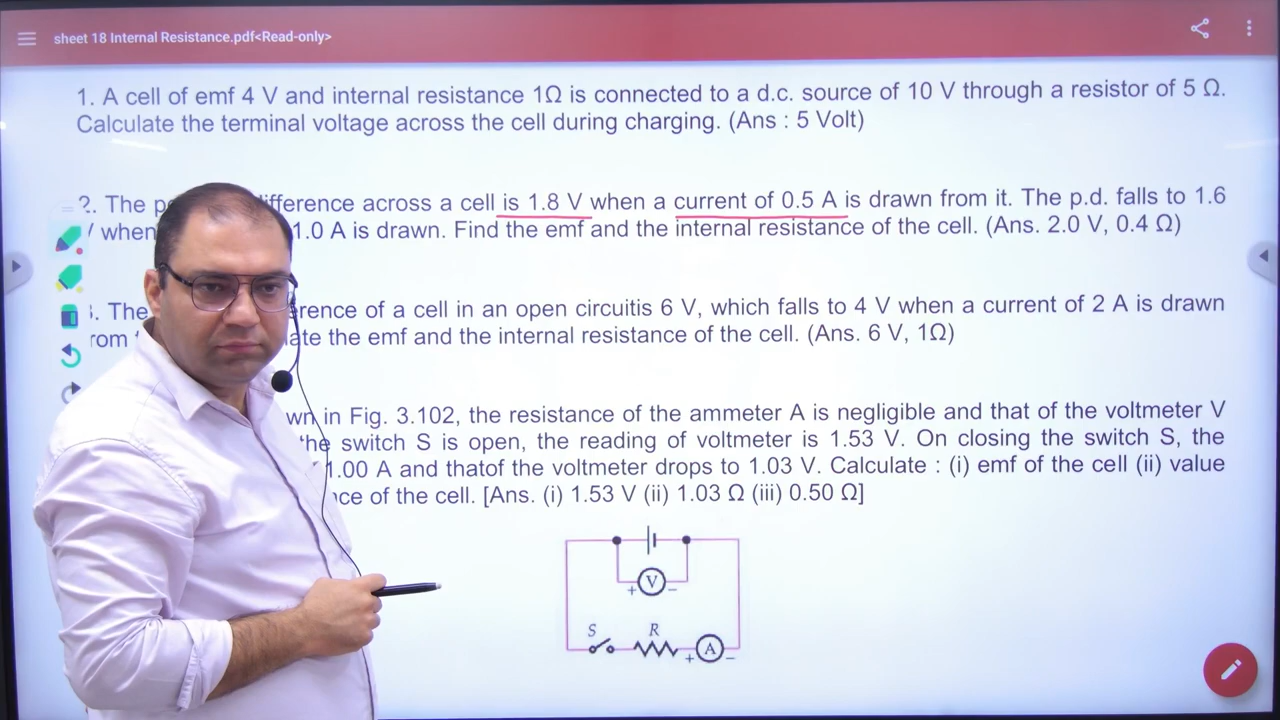 sheet 18 Internal Resistance.pdf<Read-only>
1. A cell of emf 4 V and internal resistance 1Ω is connected to a d.c. source of 10 V through a resistor of 5 Ω.
Calculate the terminal voltage across the cell during charging. (Ans : 5 Volt)
2. The difference across a cell is 1.8 V when a current of 0.5 A is drawn from it. The p.d. falls to 1.6
when 1.0 A is drawn. Find the emf and the internal resistance of the cell. (Ans. 2.0 V, 0.4 Ω)
The of a cell in an open circuitis 6 V, which falls to 4 V when a current of 2 A is drawn
the emf and the internal resistance of the cell. (Ans. 6 V, 1Ω)
in Fig. 3.102, the resistance of the ammeter A is negligible and that of the voltmeter V
the switch S is open, the reading of voltmeter is 1.53 V. On closing the switch S, the
1.00 A and thatof the voltmeter drops to 1.03 V. Calculate : (i) emf of the cell (ii) value
of the cell. [Ans. (i) 1.53 V (ii) 1.03 Ω (iii) 0.50 Ω]
+ V −
S R
+ A −